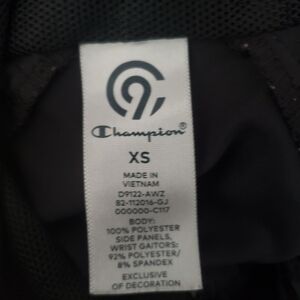 C9
Champion®
XS
MADE IN
VIETNAM
D9122-AWZ
82-112016-GJ
000000-C117
BODY:
100% POLYESTER
SIDE PANELS,
WRIST GAITORS:
92% POLYESTER/
8% SPANDEX
EXCLUSIVE
OF DECORATION